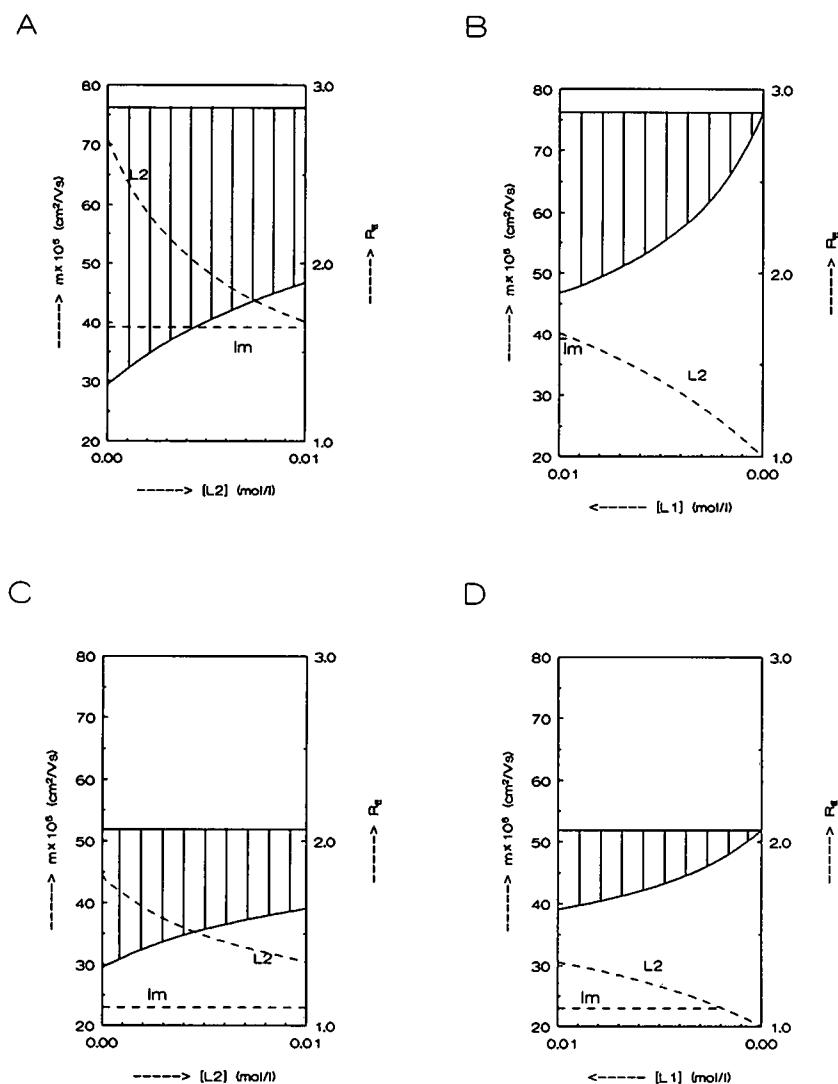 A
B
80
70
60
50
40
30
20
3.0
2.0
1.0
0.00
0.01
L2
Im
-----> m×10⁵ (cm²/Vs)
-----> R_E
-----> [L2] (mol/l)
80
70
60
50
40
30
20
3.0
2.0
1.0
0.01
0.00
Im
L2
-----> m×10⁵ (cm²/Vs)
-----> R_E
<----- [L1] (mol/l)
C
D
80
70
60
50
40
30
20
3.0
2.0
1.0
0.00
0.01
L2
Im
-----> m×10⁵ (cm²/Vs)
-----> R_E
-----> [L2] (mol/l)
80
70
60
50
40
30
20
3.0
2.0
1.0
0.01
0.00
L2
Im
-----> m×10⁵ (cm²/Vs)
-----> R_E
<----- [L1] (mol/l)